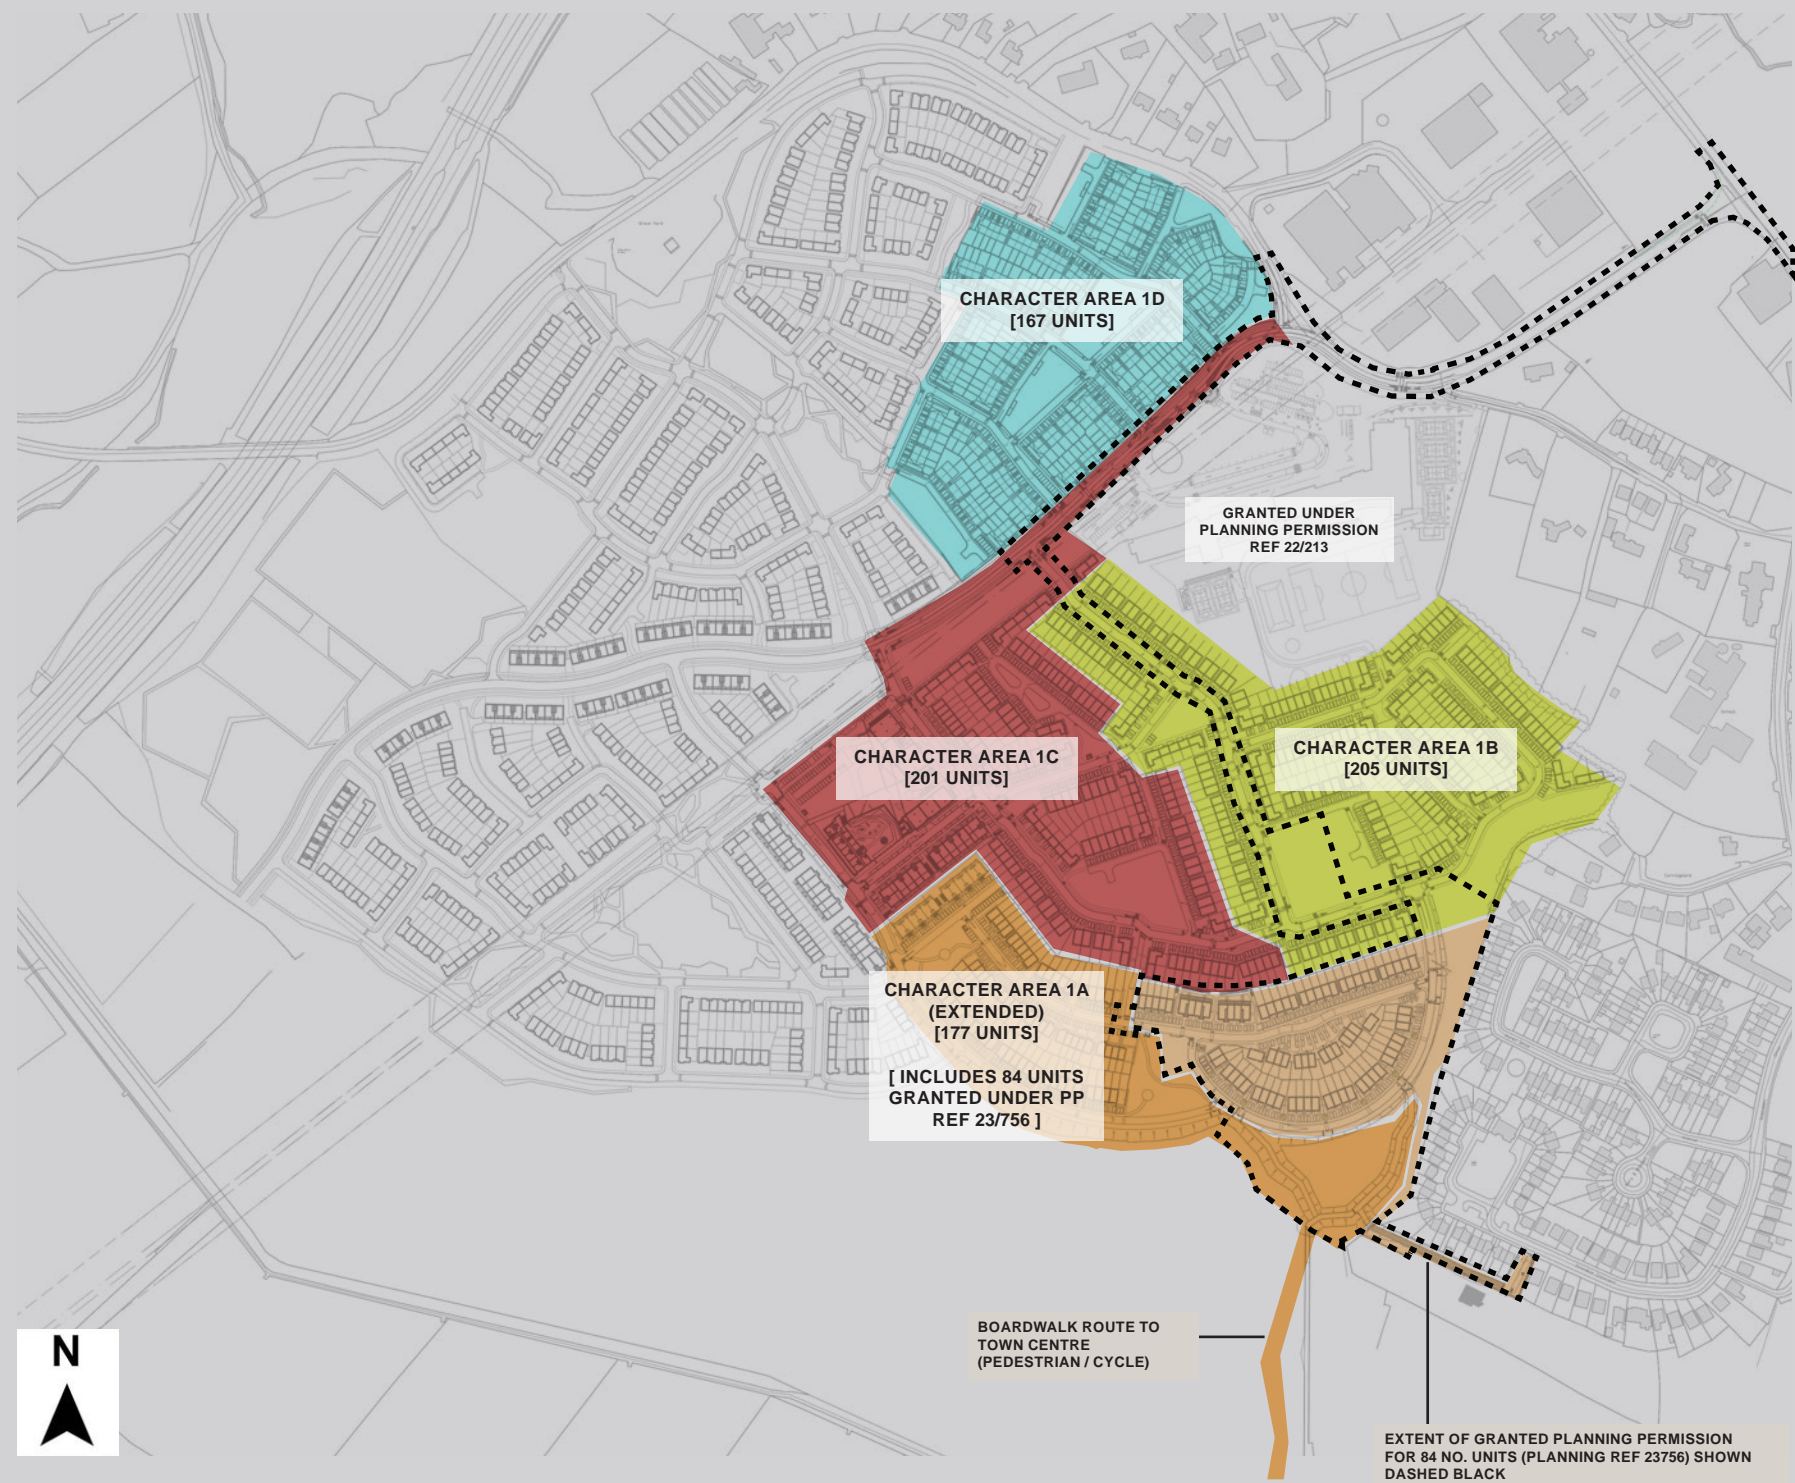 CHARACTER AREA 1D
[167 UNITS]
GRANTED UNDER
PLANNING PERMISSION
REF 22/213
CHARACTER AREA 1C
[201 UNITS]
CHARACTER AREA 1B
[205 UNITS]
CHARACTER AREA 1A
(EXTENDED)
[177 UNITS]
[ INCLUDES 84 UNITS
GRANTED UNDER PP
REF 23/756 ]
BOARDWALK ROUTE TO
TOWN CENTRE
(PEDESTRIAN / CYCLE)
N
EXTENT OF GRANTED PLANNING PERMISSION
FOR 84 NO. UNITS (PLANNING REF 23756) SHOWN
DASHED BLACK